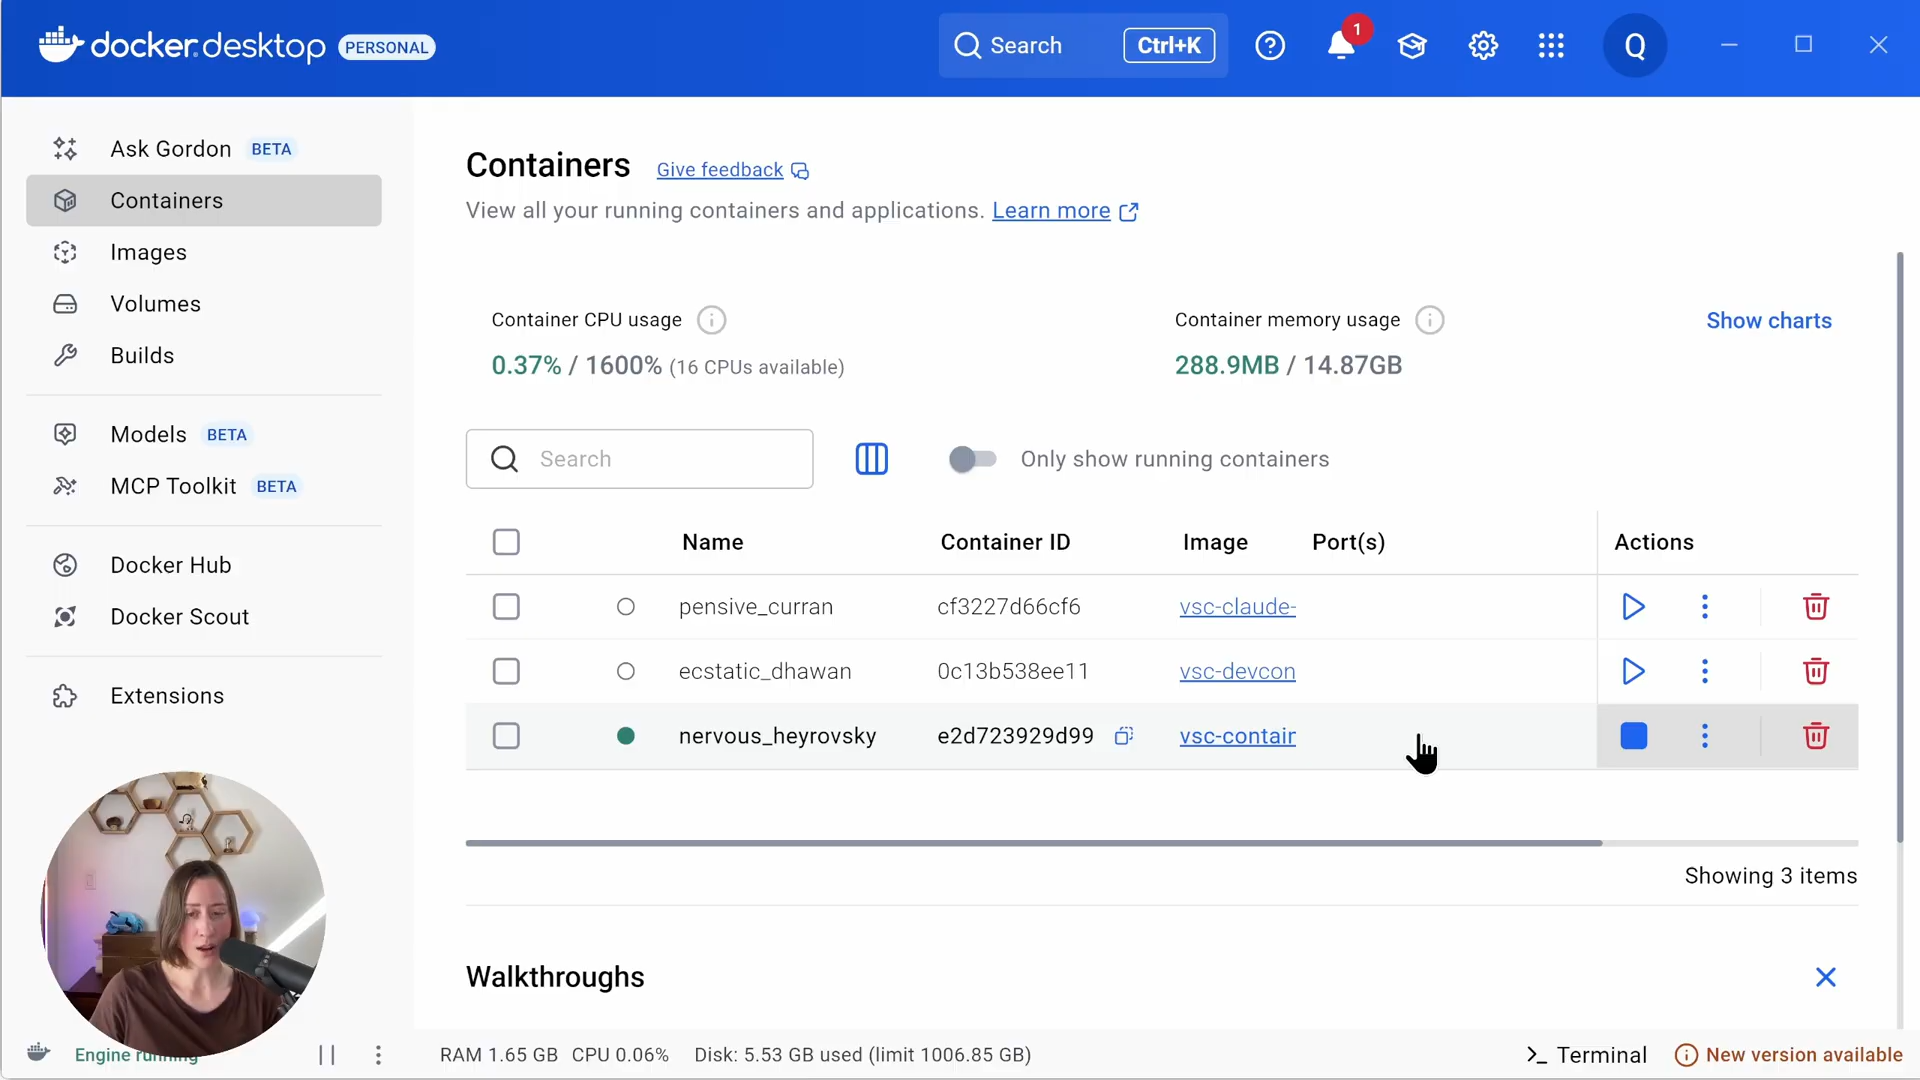 docker desktop PERSONAL
Search Ctrl+K
1
Q
Ask Gordon BETA
Containers
Images
Volumes
Builds
Models BETA
MCP Toolkit BETA
Docker Hub
Docker Scout
Extensions
Containers Give feedback
View all your running containers and applications. Learn more
Container CPU usage
0.37% / 1600% (16 CPUs available)
Container memory usage
288.9MB / 14.87GB
Show charts
Search
Only show running containers
Name Container ID Image Port(s) Actions
pensive_curran cf3227d66cf6 vsc-claude-
ecstatic_dhawan 0c13b538ee11 vsc-devcon
nervous_heyrovsky e2d723929d99 vsc-contair
Showing 3 items
Walkthroughs
Engine running
RAM 1.65 GB CPU 0.06% Disk: 5.53 GB used (limit 1006.85 GB)
Terminal
New version available